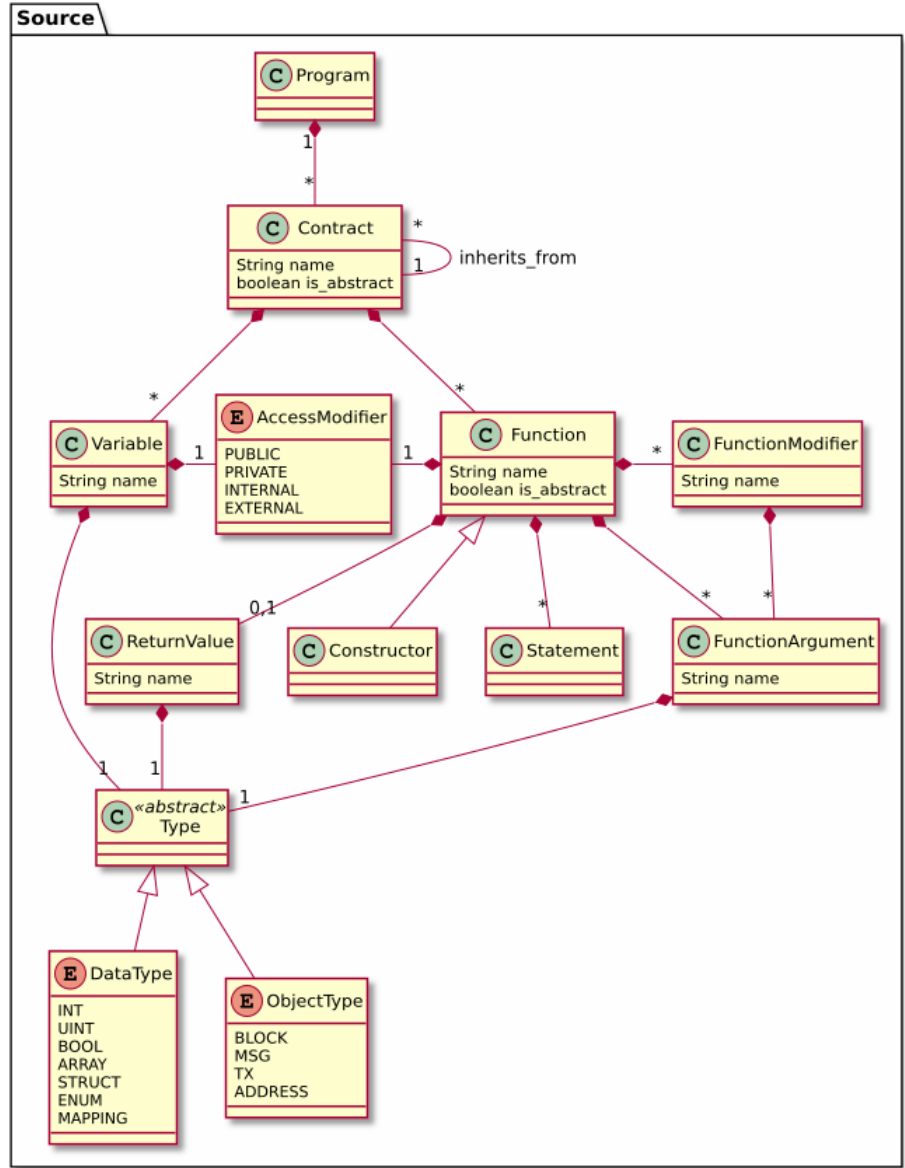 Source
C Program
1
*
C Contract
String name
boolean is_abstract
*
1
inherits_from
*
*
C Variable
String name
1
E AccessModifier
PUBLIC
PRIVATE
INTERNAL
EXTERNAL
1
C Function
String name
boolean is_abstract
*
C FunctionModifier
String name
0,1
*
*
*
C ReturnValue
String name
C Constructor
C Statement
C FunctionArgument
String name
1
1
1
C «abstract»
Type
E DataType
INT
UINT
BOOL
ARRAY
STRUCT
ENUM
MAPPING
E ObjectType
BLOCK
MSG
TX
ADDRESS